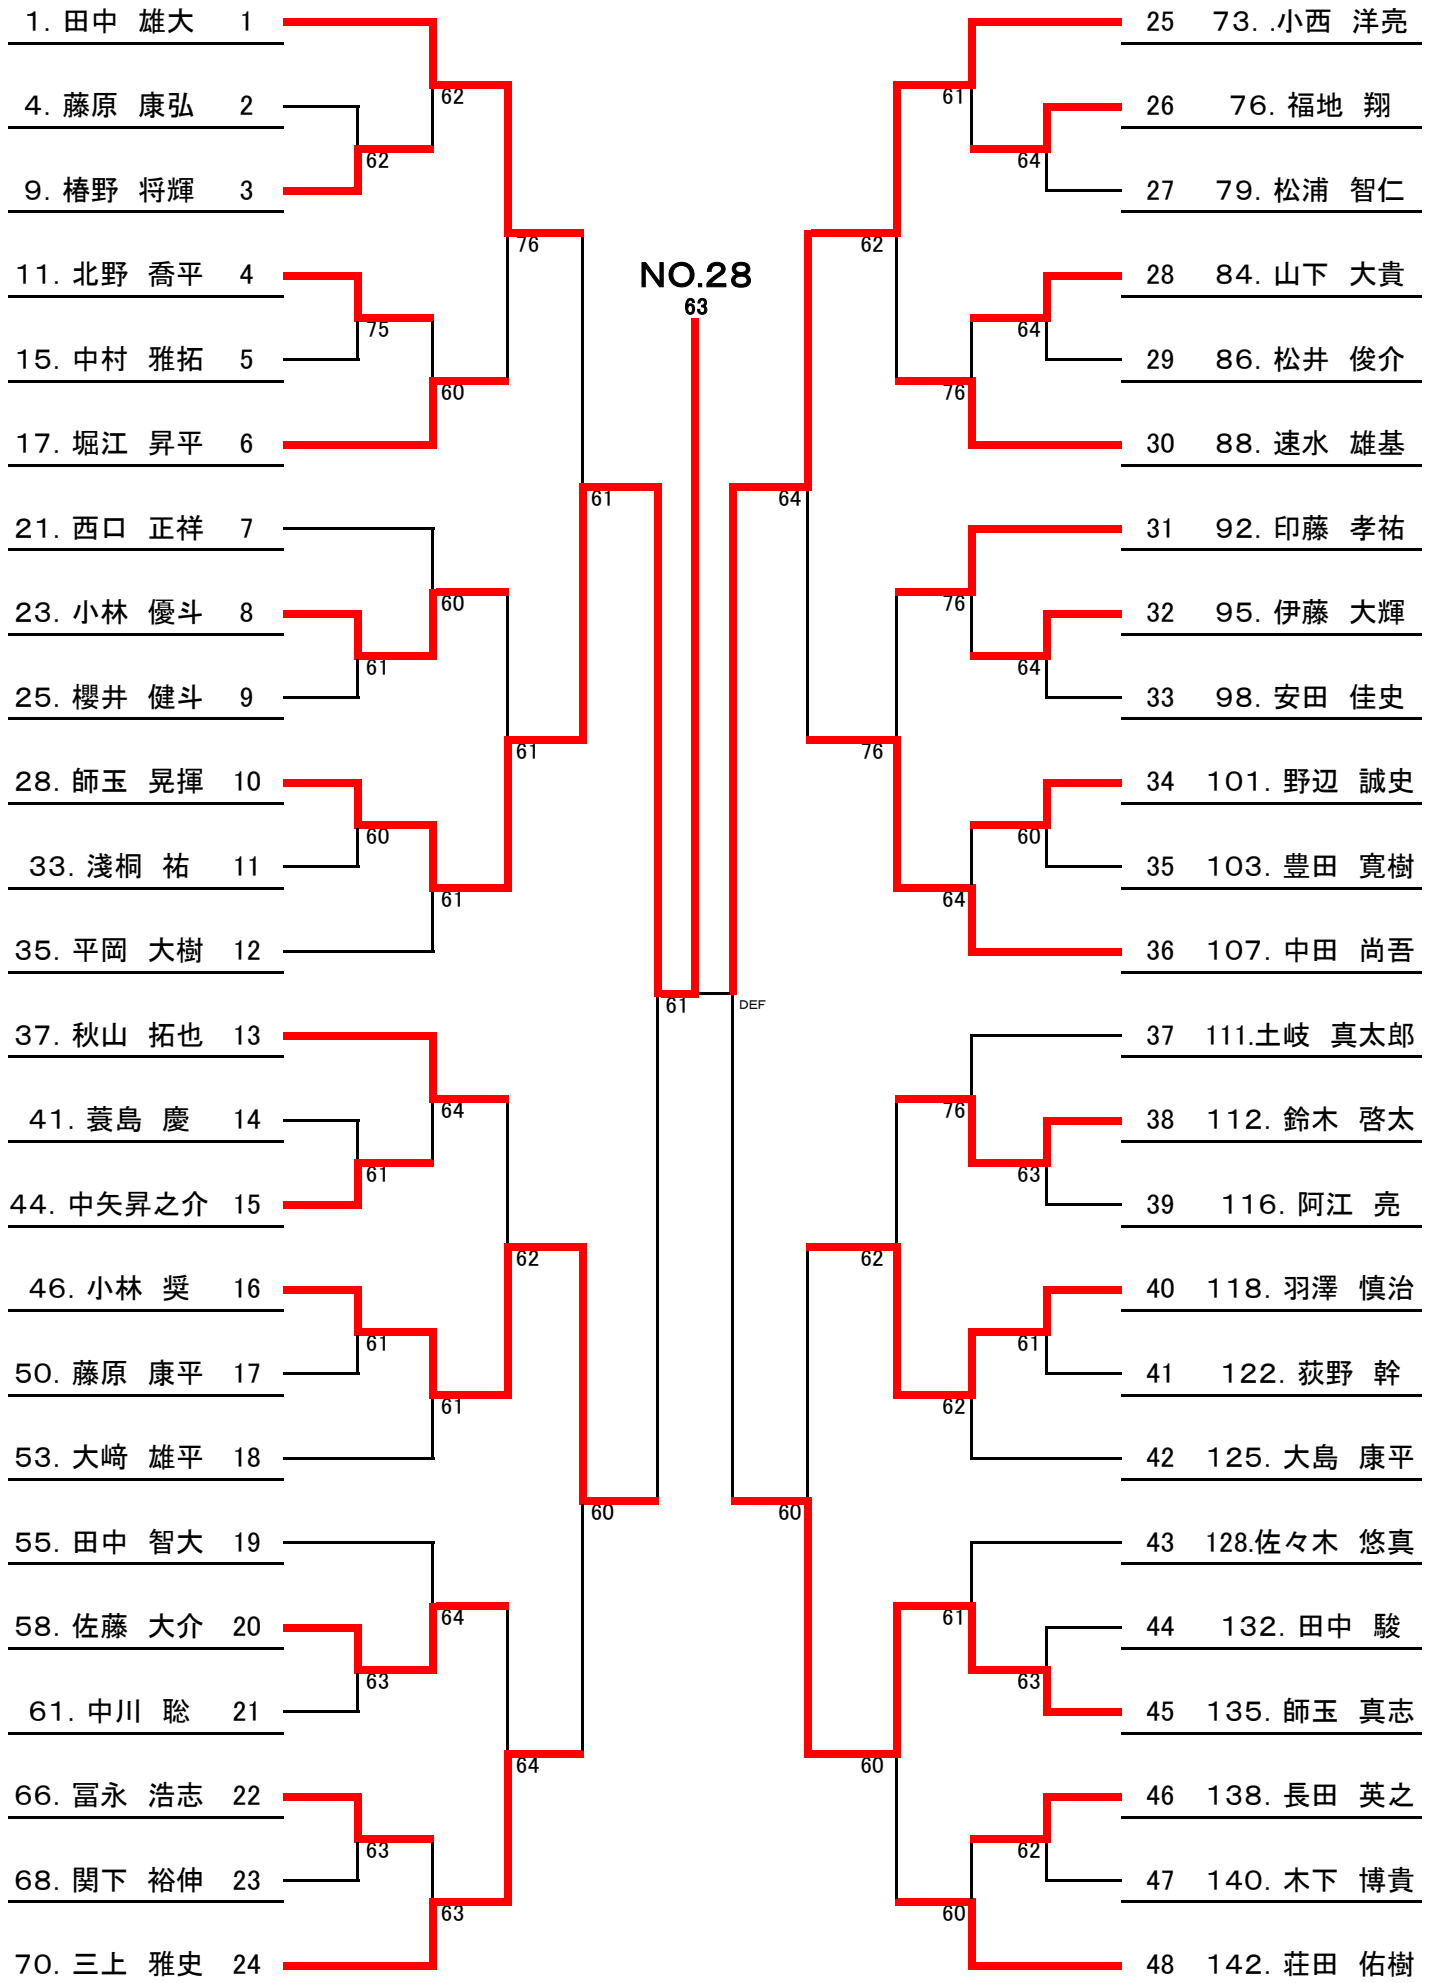 1. 田中 雄大 1
4. 藤原 康弘 2
9. 椿野 将輝 3
11. 北野 喬平 4
15. 中村 雅拓 5
17. 堀江 昇平 6
21. 西口 正祥 7
23. 小林 優斗 8
25. 櫻井 健斗 9
28. 師玉 晃揮 10
33. 淺桐 祐 11
35. 平岡 大樹 12
37. 秋山 拓也 13
41. 蓑島 慶 14
44. 中矢昇之介 15
46. 小林 奨 16
50. 藤原 康平 17
53. 大﨑 雄平 18
55. 田中 智大 19
58. 佐藤 大介 20
61. 中川 聡 21
66. 冨永 浩志 22
68. 関下 裕伸 23
70. 三上 雅史 24
62
62
75
60
61
60
60
61
61
64
61
61
63
64
63
63
76
61
62
64
61
60
61
NO.28
63
DEF
64
60
62
76
62
60
61
64
64
76
76
64
60
64
76
63
61
62
61
63
62
60
25 73. .小西 洋亮
26 76. 福地 翔
27 79. 松浦 智仁
28 84. 山下 大貴
29 86. 松井 俊介
30 88. 速水 雄基
31 92. 印藤 孝祐
32 95. 伊藤 大輝
33 98. 安田 佳史
34 101. 野辺 誠史
35 103. 豊田 寛樹
36 107. 中田 尚吾
37 111.土岐 真太郎
38 112. 鈴木 啓太
39 116. 阿江 亮
40 118. 羽澤 慎治
41 122. 荻野 幹
42 125. 大島 康平
43 128.佐々木 悠真
44 132. 田中 駿
45 135. 師玉 真志
46 138. 長田 英之
47 140. 木下 博貴
48 142. 荘田 佑樹